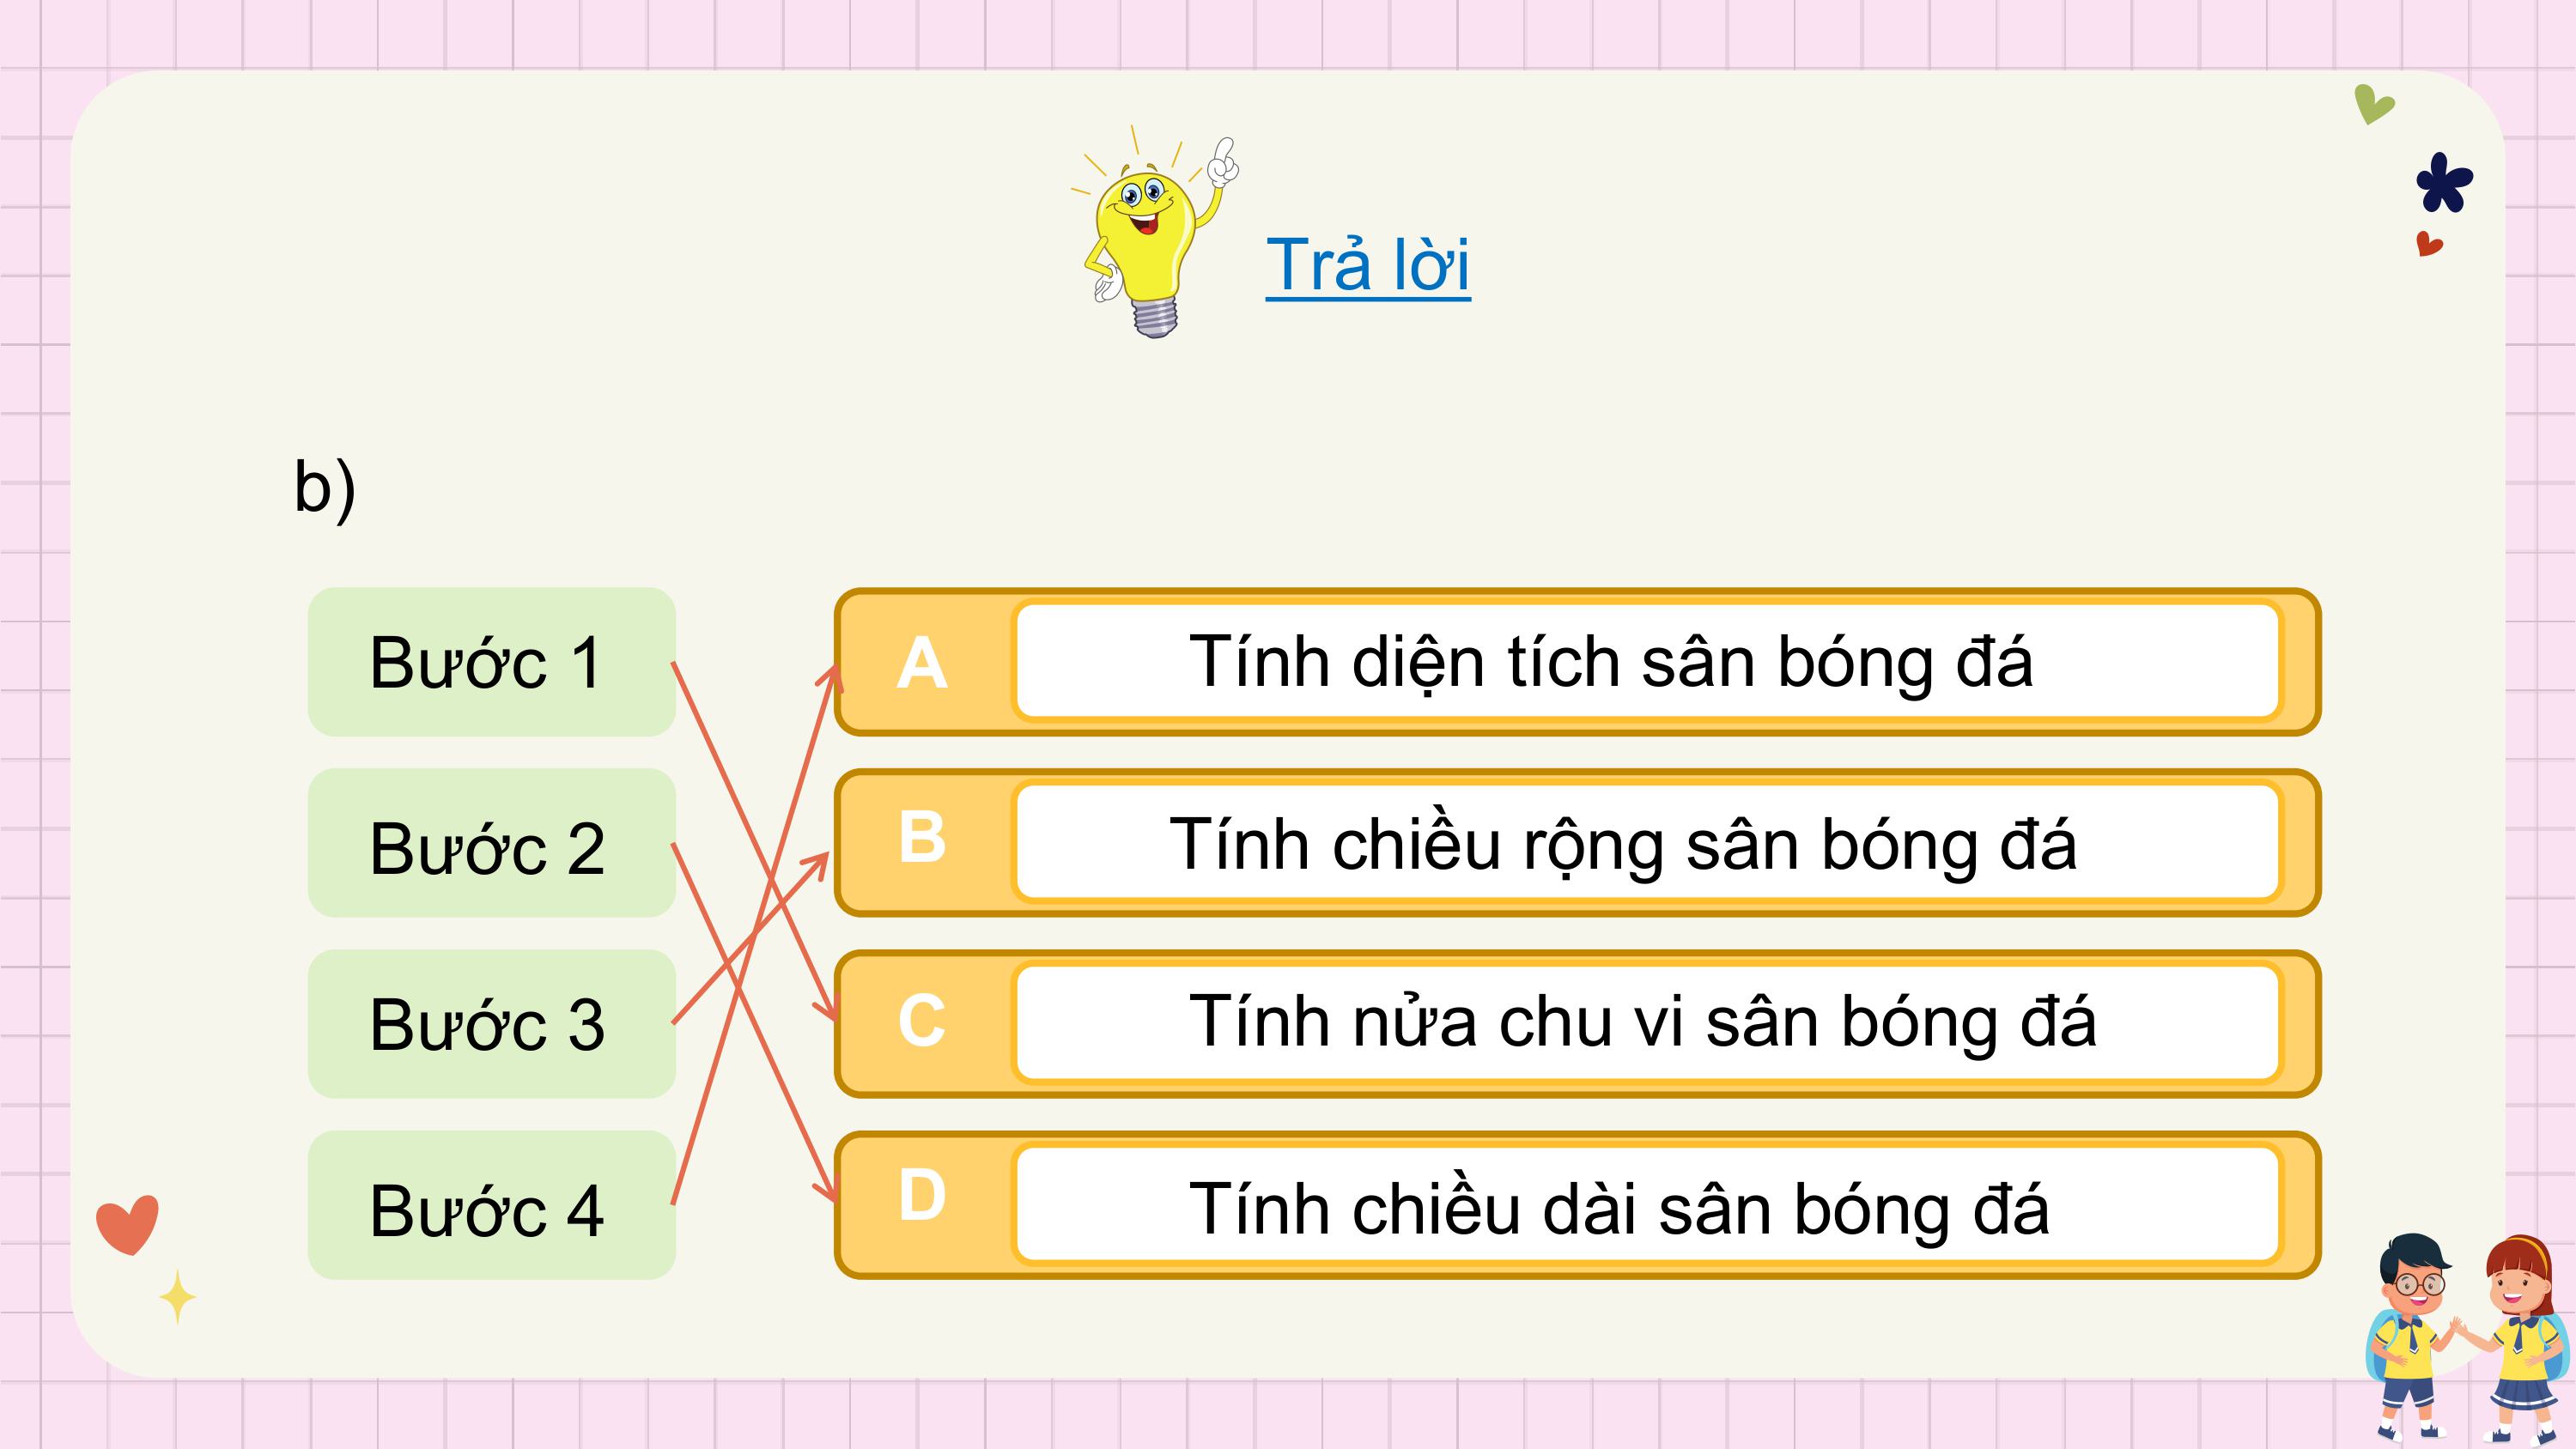 Trả lời
b)
Bước 1
A
Tính diện tích sân bóng đá
Bước 2
B
Tính chiều rộng sân bóng đá
Bước 3
C
Tính nửa chu vi sân bóng đá
Bước 4
D
Tính chiều dài sân bóng đá